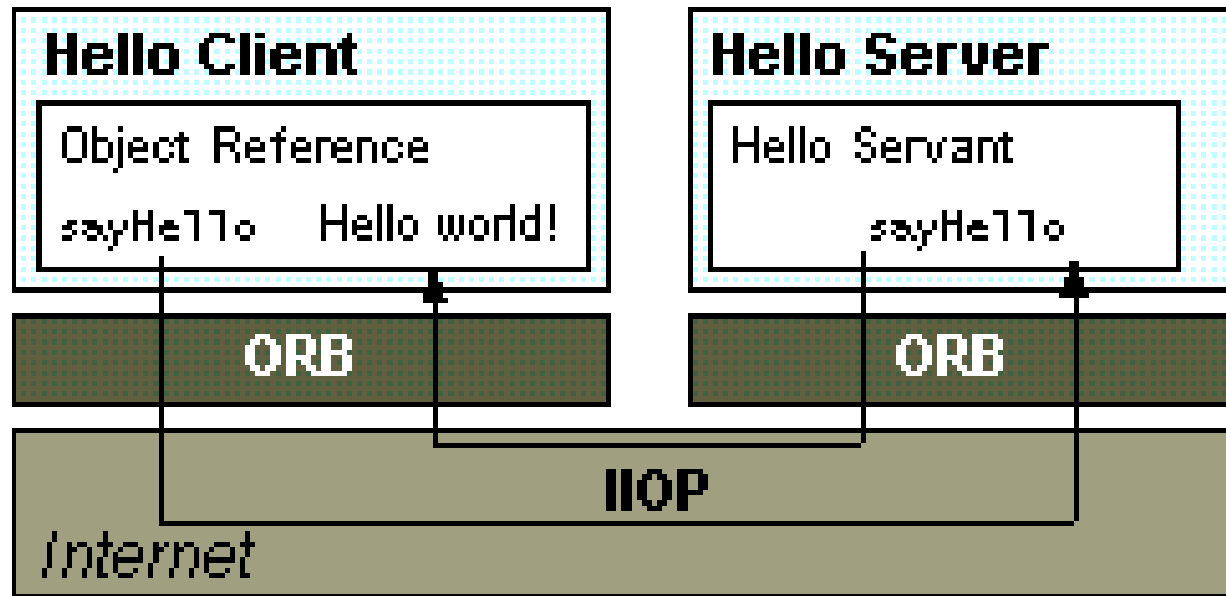 Hello Client
Object Reference
sayHello Hello world!
ORB
Hello Server
Hello Servant
sayHello
ORB
IIOP
Internet